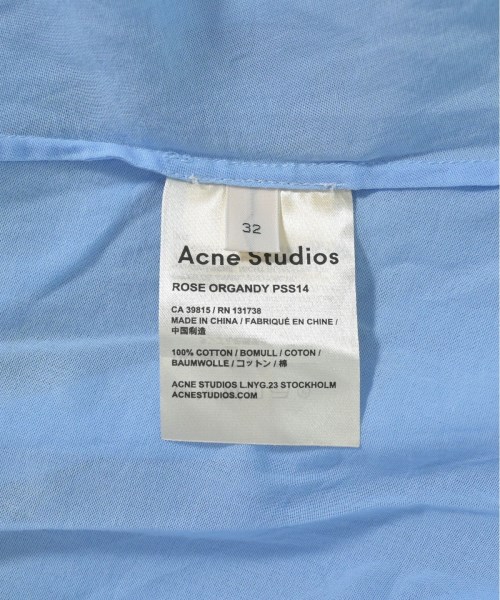 32
Acne Studios
ROSE ORGANDY PSS14
CA 39815 / RN 131738
MADE IN CHINA / FABRIQUÉ EN CHINE /
中国制造
100% COTTON / BOMULL / COTON /
BAUMWOLLE / コットン / 棉
ACNE STUDIOS L.NYG.23 STOCKHOLM
ACNESTUDIOS.COM